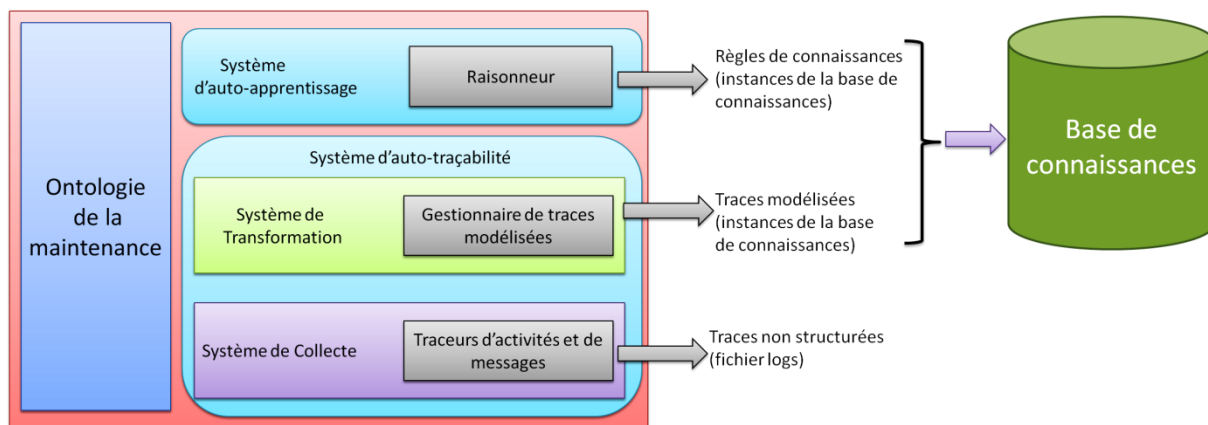 Ontologie
de la
maintenance
Système
d'auto-apprentissage
Raisonneur
Règles de connaissances
(instances de la base de
connaissances)
Système d'auto-traçabilité
Système de
Transformation
Gestionnaire de traces
modélisées
Traces modélisées
(instances de la base
de connaissances)
Système de Collecte
Traceurs d'activités et de
messages
Traces non structurées
(fichier logs)
Base de
connaissances